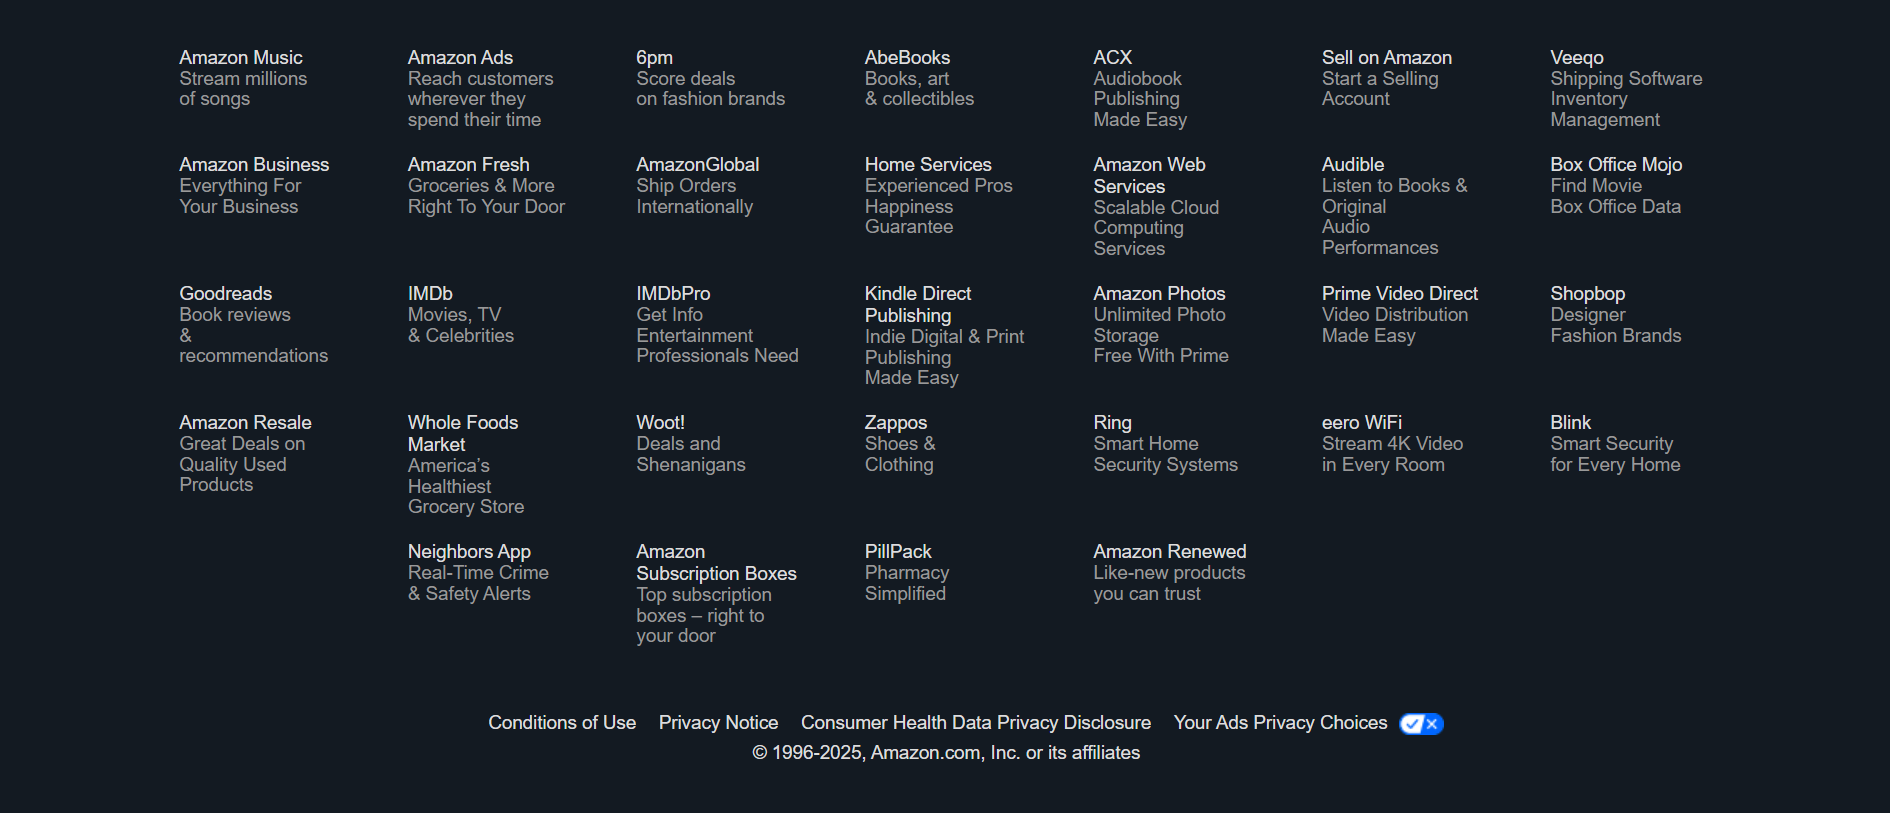 Amazon Music
Stream millions
of songs
Amazon Ads
Reach customers
wherever they
spend their time
6pm
Score deals
on fashion brands
AbeBooks
Books, art
& collectibles
ACX
Audiobook
Publishing
Made Easy
Sell on Amazon
Start a Selling
Account
Veeqo
Shipping Software
Inventory
Management
Amazon Business
Everything For
Your Business
Amazon Fresh
Groceries & More
Right To Your Door
AmazonGlobal
Ship Orders
Internationally
Home Services
Experienced Pros
Happiness
Guarantee
Amazon Web
Services
Scalable Cloud
Computing
Services
Audible
Listen to Books &
Original
Audio
Performances
Box Office Mojo
Find Movie
Box Office Data
Goodreads
Book reviews
&
recommendations
IMDb
Movies, TV
& Celebrities
IMDbPro
Get Info
Entertainment
Professionals Need
Kindle Direct
Publishing
Indie Digital & Print
Publishing
Made Easy
Amazon Photos
Unlimited Photo
Storage
Free With Prime
Prime Video Direct
Video Distribution
Made Easy
Shopbop
Designer
Fashion Brands
Amazon Resale
Great Deals on
Quality Used
Products
Whole Foods
Market
America’s
Healthiest
Grocery Store
Woot!
Deals and
Shenanigans
Zappos
Shoes &
Clothing
Ring
Smart Home
Security Systems
eero WiFi
Stream 4K Video
in Every Room
Blink
Smart Security
for Every Home
Neighbors App
Real-Time Crime
& Safety Alerts
Amazon
Subscription Boxes
Top subscription
boxes – right to
your door
PillPack
Pharmacy
Simplified
Amazon Renewed
Like-new products
you can trust
Conditions of Use Privacy Notice Consumer Health Data Privacy Disclosure Your Ads Privacy Choices
© 1996-2025, Amazon.com, Inc. or its affiliates